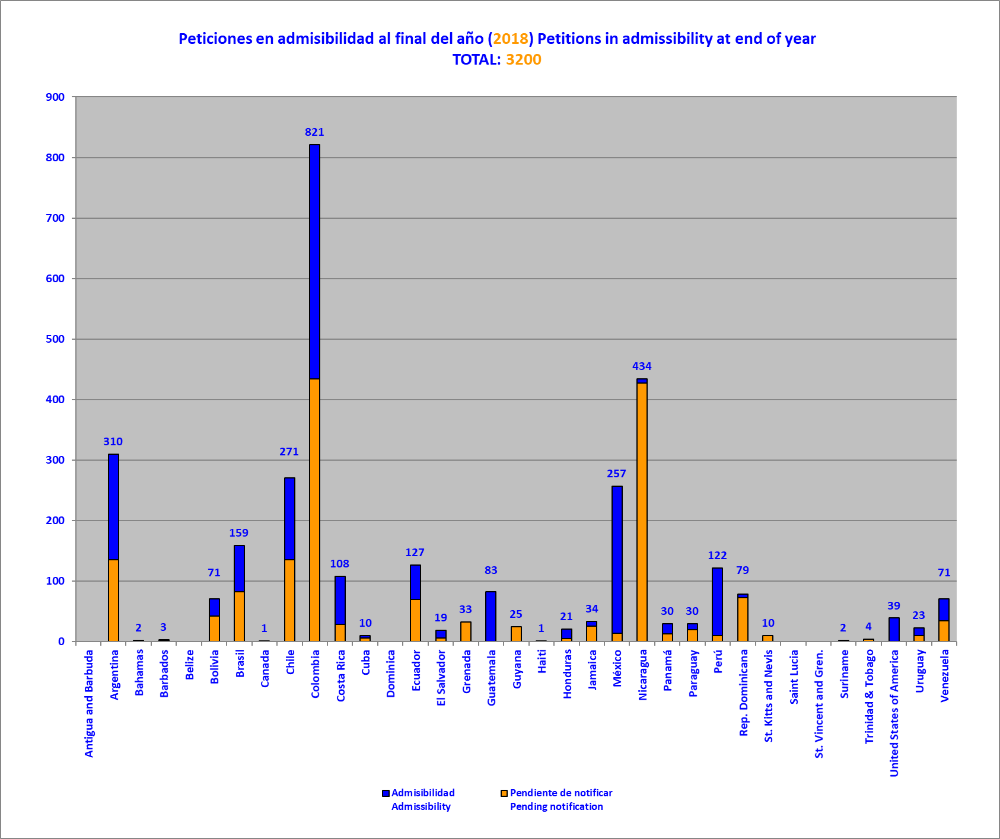 Peticiones en admisibilidad al final del año (2018) Petitions in admissibility at end of year
TOTAL: 3200
900
800
700
600
500
400
300
200
100
0
310
2
3
71
159
1
271
821
108
10
127
19
33
83
25
1
21
34
257
434
30
30
122
79
10
2
4
39
23
71
Antigua and Barbuda
Argentina
Bahamas
Barbados
Belize
Bolivia
Brasil
Canada
Chile
Colombia
Costa Rica
Cuba
Dominica
Ecuador
El Salvador
Grenada
Guatemala
Guyana
Haiti
Honduras
Jamaica
México
Nicaragua
Panamá
Paraguay
Perú
Rep. Dominicana
St. Kitts and Nevis
Saint Lucia
St. Vincent and Gren.
Suriname
Trinidad & Tobago
United States of America
Uruguay
Venezuela
Admisibilidad
Admissibility
Pendiente de notificar
Pending notification